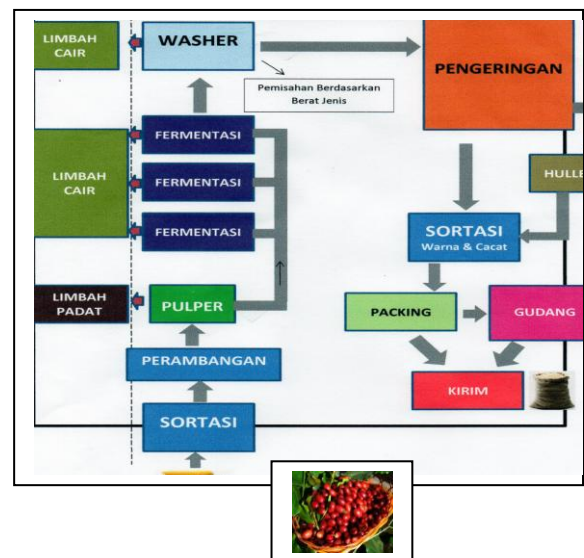 LIMBAH
CAIR
WASHER
PENGERINGAN
Pemisahan Berdasarkan
Berat Jenis
FERMENTASI
LIMBAH
CAIR
FERMENTASI
FERMENTASI
HULLE
SORTASI
Warna & Cacat
LIMBAH
PADAT
PULPER
PACKING
GUDANG
PERAMBANGAN
KIRIM
SORTASI